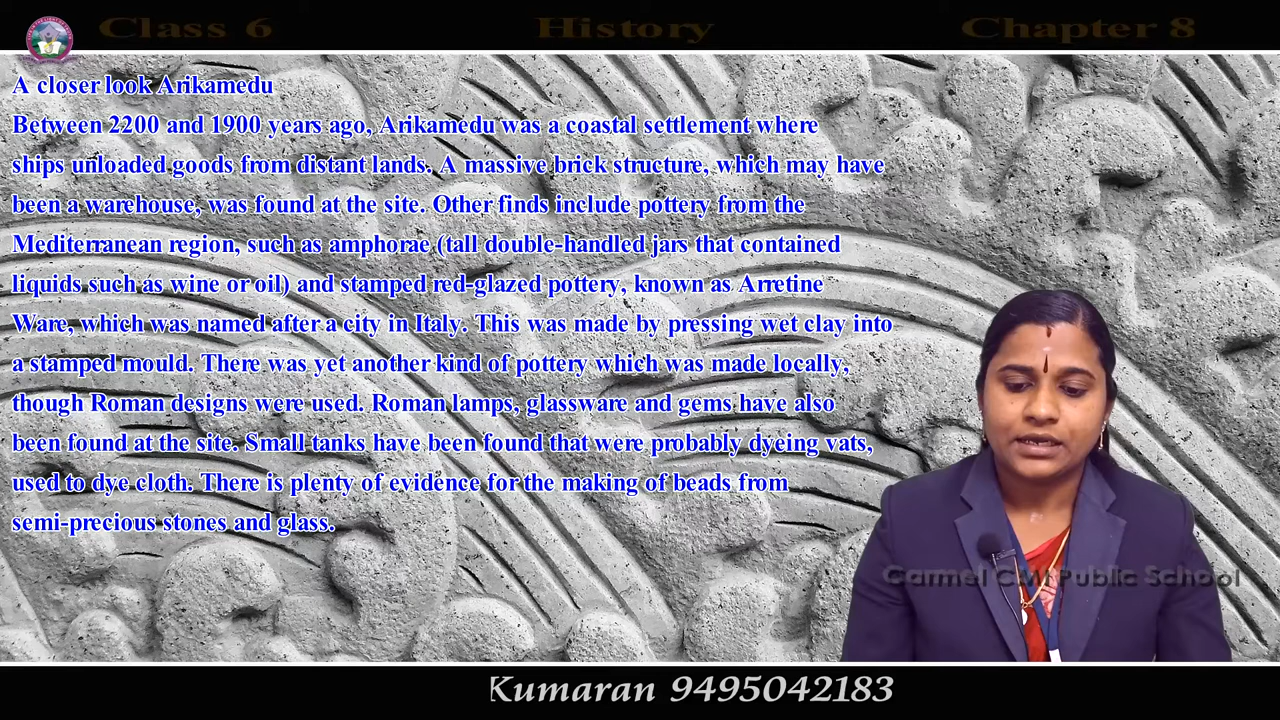 Class 6 History Chapter 8
A closer look Arikamedu
Between 2200 and 1900 years ago, Arikamedu was a coastal settlement where
ships unloaded goods from distant lands. A massive brick structure, which may have
been a warehouse, was found at the site. Other finds include pottery from the
Mediterranean region, such as amphorae (tall double-handled jars that contained
liquids such as wine or oil) and stamped red-glazed pottery, known as Arretine
Ware, which was named after a city in Italy. This was made by pressing wet clay into
a stamped mould. There was yet another kind of pottery which was made locally,
though Roman designs were used. Roman lamps, glassware and gems have also
been found at the site. Small tanks have been found that were probably dyeing vats,
used to dye cloth. There is plenty of evidence for the making of beads from
semi-precious stones and glass.
Carmel CMI Public School
Kumaran 9495042183